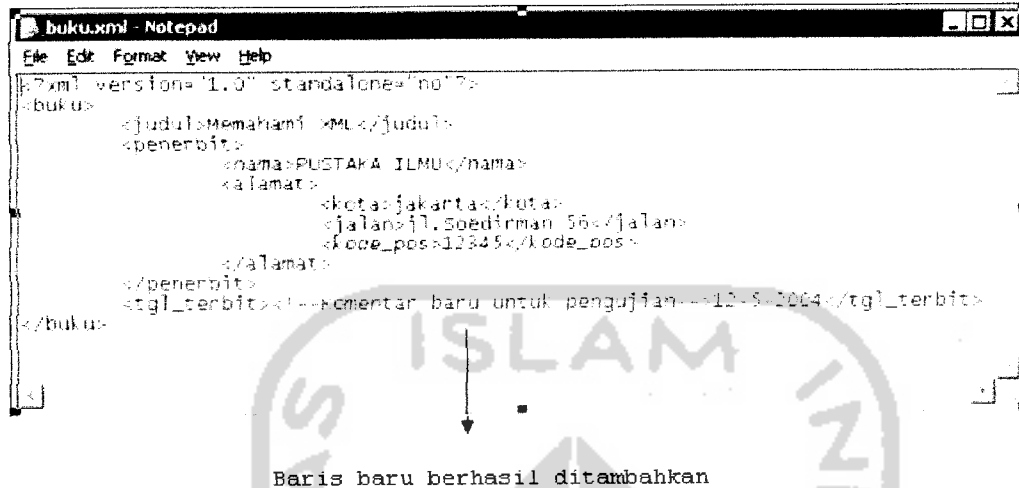 buku.xml - Notepad
File Edit Format View Help
<?xml version="1.0" standalone="no"?>
<buku>
<judul>Memahami XML</judul>
<penerbit>
<nama>PUSTAKA ILMU</nama>
<alamat>
<kota>jakarta</kota>
<jalan>jl.Soedirman 56</jalan>
<kode_pos>12345</kode_pos>
</alamat>
</penerbit>
<tgl_terbit><!--Komentar baru untuk pengujian-->12-5-2004</tgl_terbit>
</buku>
ISLAM
Baris baru berhasil ditambahkan